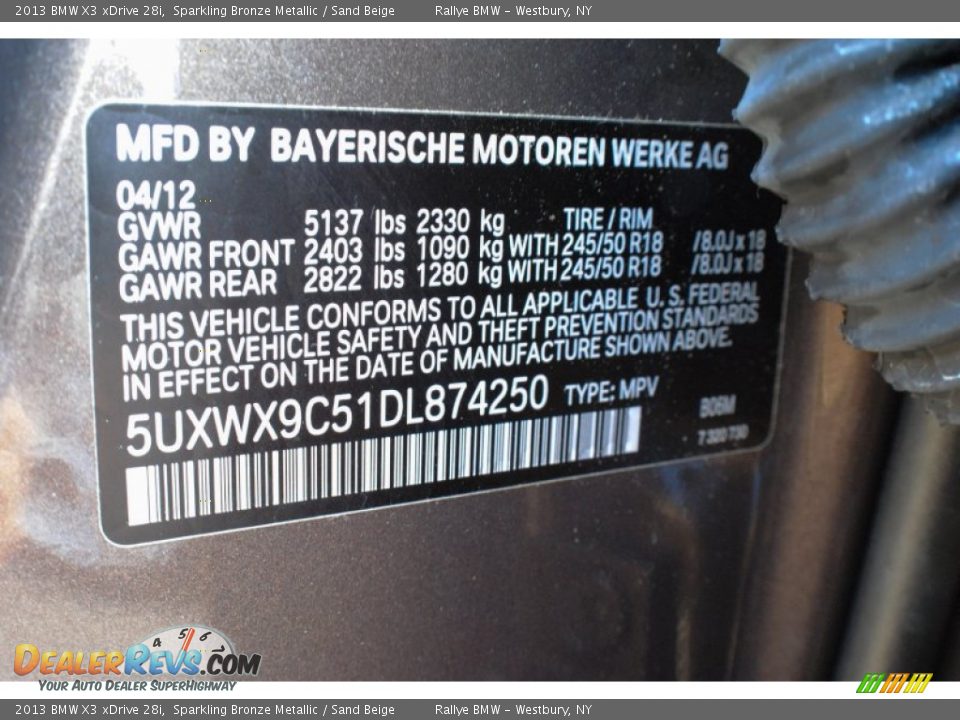 2013 BMW X3 xDrive 28i, Sparkling Bronze Metallic / Sand Beige Rallye BMW - Westbury, NY
MFD BY BAYERISCHE MOTOREN WERKE AG
04/12
GVWR 5137 lbs 2330 kg TIRE / RIM
GAWR FRONT 2403 lbs 1090 kg WITH 245/50 R18 /8.0J x 18
GAWR REAR 2822 lbs 1280 kg WITH 245/50 R18 /8.0J x 18
THIS VEHICLE CONFORMS TO ALL APPLICABLE U. S. FEDERAL
MOTOR VEHICLE SAFETY AND THEFT PREVENTION STANDARDS
IN EFFECT ON THE DATE OF MANUFACTURE SHOWN ABOVE.
5UXWX9C51DL874250 TYPE: MPV
4 5 6
DEALERREVS.COM
YOUR AUTO DEALER SUPERHIGHWAY
2013 BMW X3 xDrive 28i, Sparkling Bronze Metallic / Sand Beige Rallye BMW - Westbury, NY